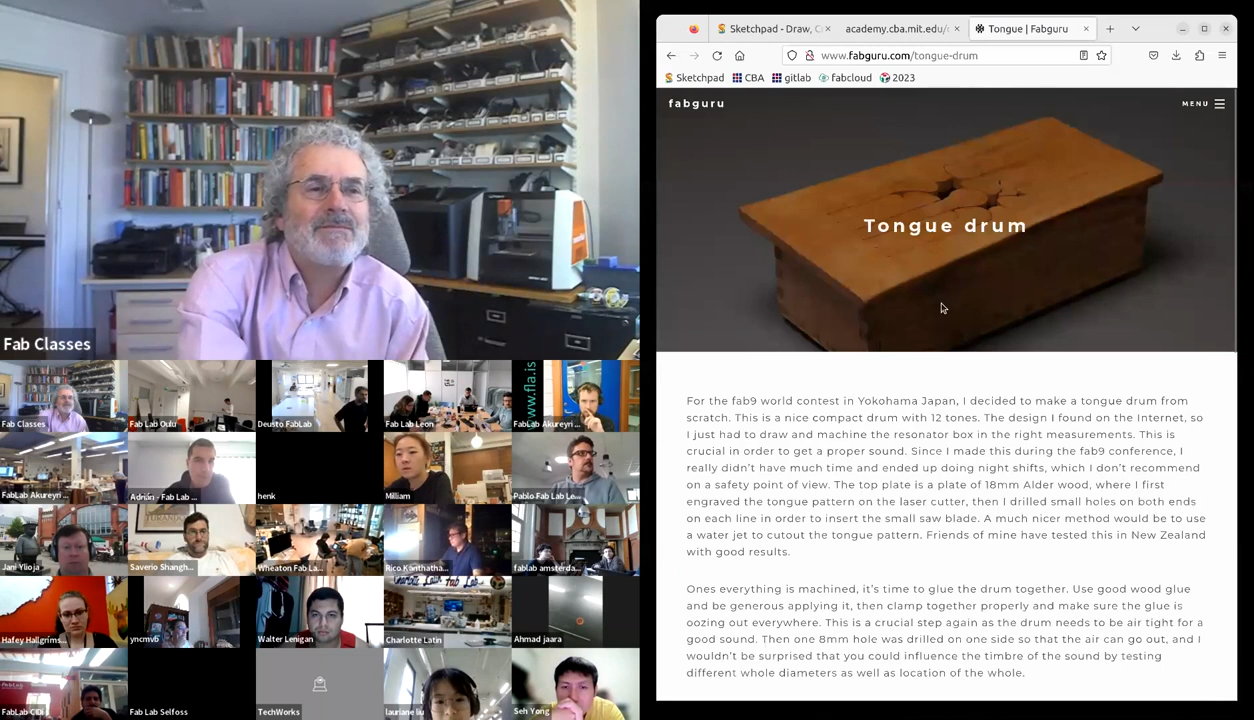 Fab Classes
Fab Classes
Fab Lab Oulu
Deusto FabLab
Fab Lab Leon
FabLab Akureyri ...
www.fla.is
FabLab Akureyri ...
Adrián - Fab Lab ...
henk
Miliam
Pablo Fab Lab Le...
Jani Ylioja
Saverio Shangh...
Wheaton Fab La...
Rico Kanthatha...
fablab amsterda...
Hafey Hallgrims...
yncmvb
Walter Lenigan
Charlotte Latin
Ahmad jaara
FabLab CIDi
Fab Lab Selfoss
TechWorks
lauriane liu
Seh Yong
Sketchpad - Draw, C
academy.cba.mit.edu/
Tongue | Fabguru
www.fabguru.com/tongue-drum
Sketchpad
CBA
gitlab
fabcloud
2023
fabguru
MENU
Tongue drum
For the fab9 world contest in Yokohama Japan, I decided to make a tongue drum from
scratch. This is a nice compact drum with 12 tones. The design I found on the Internet, so
I just had to draw and machine the resonator box in the right measurements. This is
crucial in order to get a proper sound. Since I made this during the fab9 conference, I
really didn't have much time and ended up doing night shifts, which I don't recommend
on a safety point of view. The top plate is a plate of 18mm Alder wood, where I first
engraved the tongue pattern on the laser cutter, then I drilled small holes on both ends
on each line in order to insert the small saw blade. A much nicer method would be to use
a water jet to cutout the tongue pattern. Friends of mine have tested this in New Zealand
with good results.
Ones everything is machined, it's time to glue the drum together. Use good wood glue
and be generous applying it, then clamp together properly and make sure the glue is
oozing out everywhere. This is a crucial step again as the drum needs to be air tight for a
good sound. Then one 8mm hole was drilled on one side so that the air can go out, and I
wouldn't be surprised that you could influence the timbre of the sound by testing
different whole diameters as well as location of the whole.